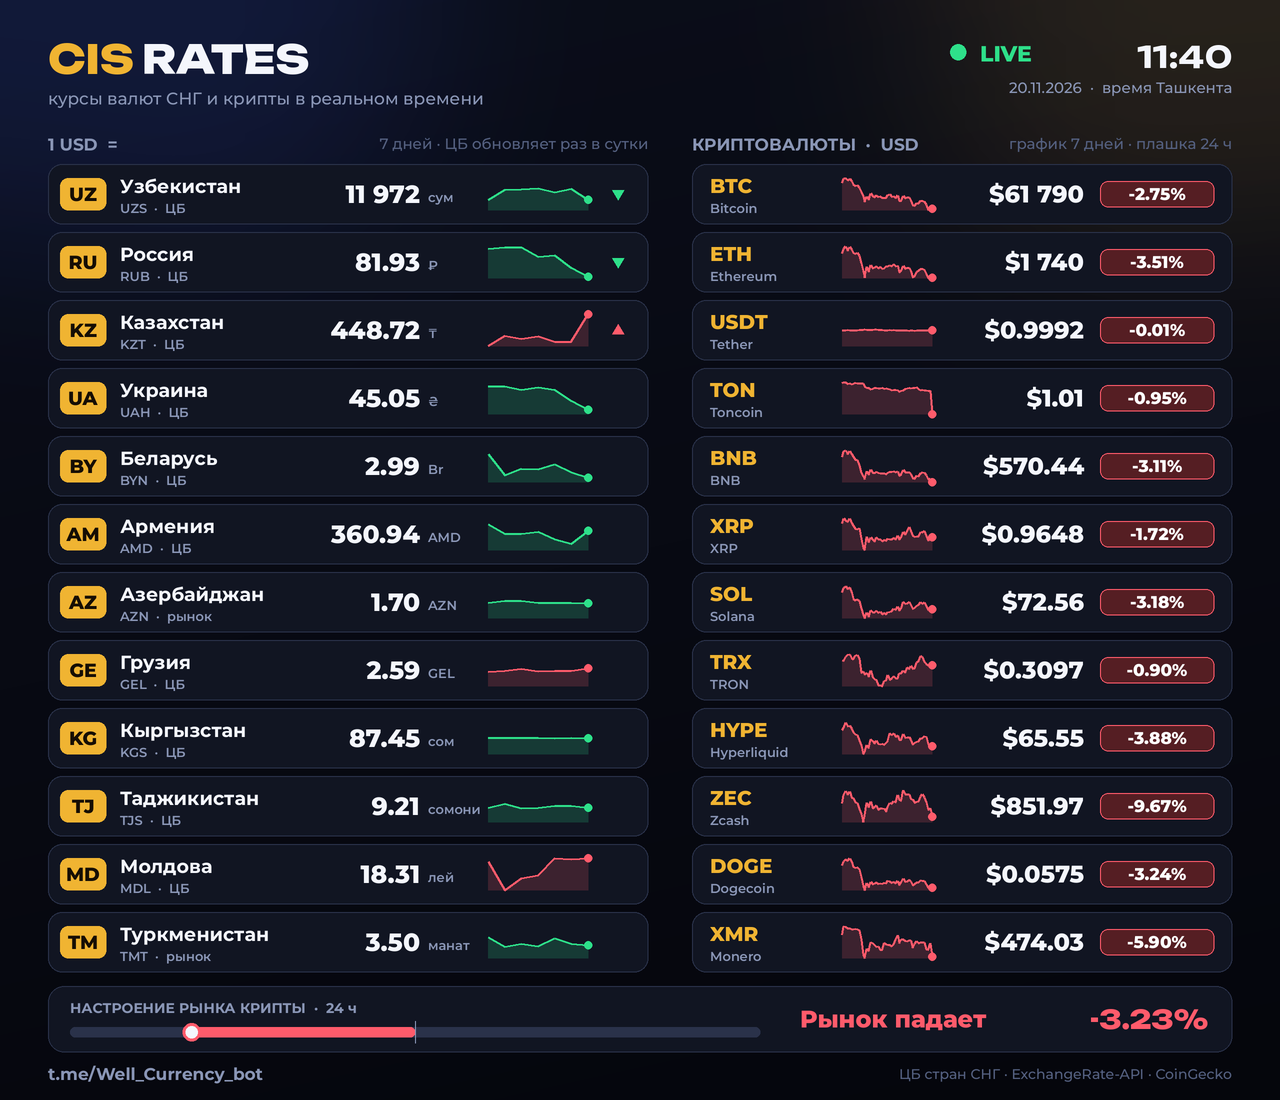 CIS RATES
курсы валют СНГ и крипты в реальном времени
LIVE
11:40
20.11.2026 · время Ташкента
1 USD =
7 дней · ЦБ обновляет раз в сутки
UZ Узбекистан 11 972 сум
UZS · ЦБ
RU Россия 81.93 ₽
RUB · ЦБ
KZ Казахстан 448.72 ₸
KZT · ЦБ
UA Украина 45.05 ₴
UAH · ЦБ
BY Беларусь 2.99 Br
BYN · ЦБ
AM Армения 360.94 AMD
AMD · ЦБ
AZ Азербайджан 1.70 AZN
AZN · рынок
GE Грузия 2.59 GEL
GEL · ЦБ
KG Кыргызстан 87.45 сом
KGS · ЦБ
TJ Таджикистан 9.21 сомони
TJS · ЦБ
MD Молдова 18.31 лей
MDL · ЦБ
TM Туркменистан 3.50 манат
TMT · рынок
КРИПТОВАЛЮТЫ · USD
график 7 дней · плашка 24 ч
BTC $61 790 -2.75%
Bitcoin
ETH $1 740 -3.51%
Ethereum
USDT $0.9992 -0.01%
Tether
TON $1.01 -0.95%
Toncoin
BNB $570.44 -3.11%
BNB
XRP $0.9648 -1.72%
XRP
SOL $72.56 -3.18%
Solana
TRX $0.3097 -0.90%
TRON
HYPE $65.55 -3.88%
Hyperliquid
ZEC $851.97 -9.67%
Zcash
DOGE $0.0575 -3.24%
Dogecoin
XMR $474.03 -5.90%
Monero
НАСТРОЕНИЕ РЫНКА КРИПТЫ · 24 ч
Рынок падает -3.23%
t.me/Well_Currency_bot
ЦБ стран СНГ · ExchangeRate-API · CoinGecko